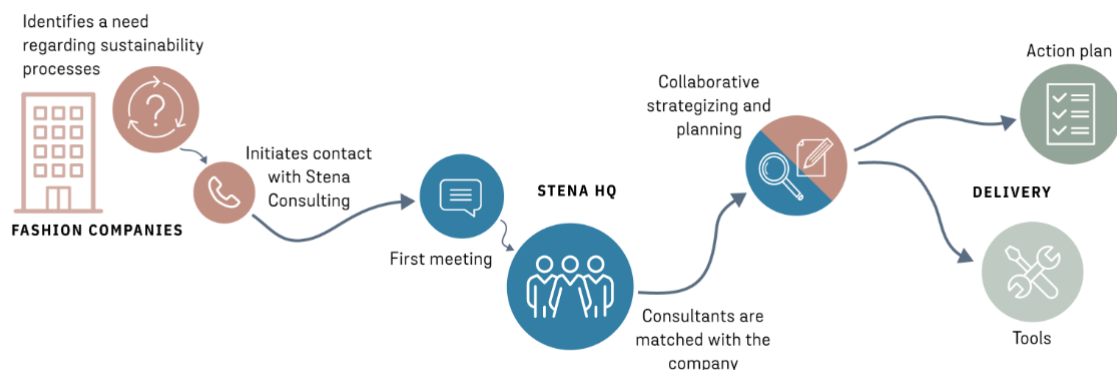 Identifies a need
regarding sustainability
processes
FASHION COMPANIES
Initiates contact
with Stena
Consulting
First meeting
STENA HQ
Consultants are
matched with the
company
Collaborative
strategizing and
planning
Action plan
DELIVERY
Tools